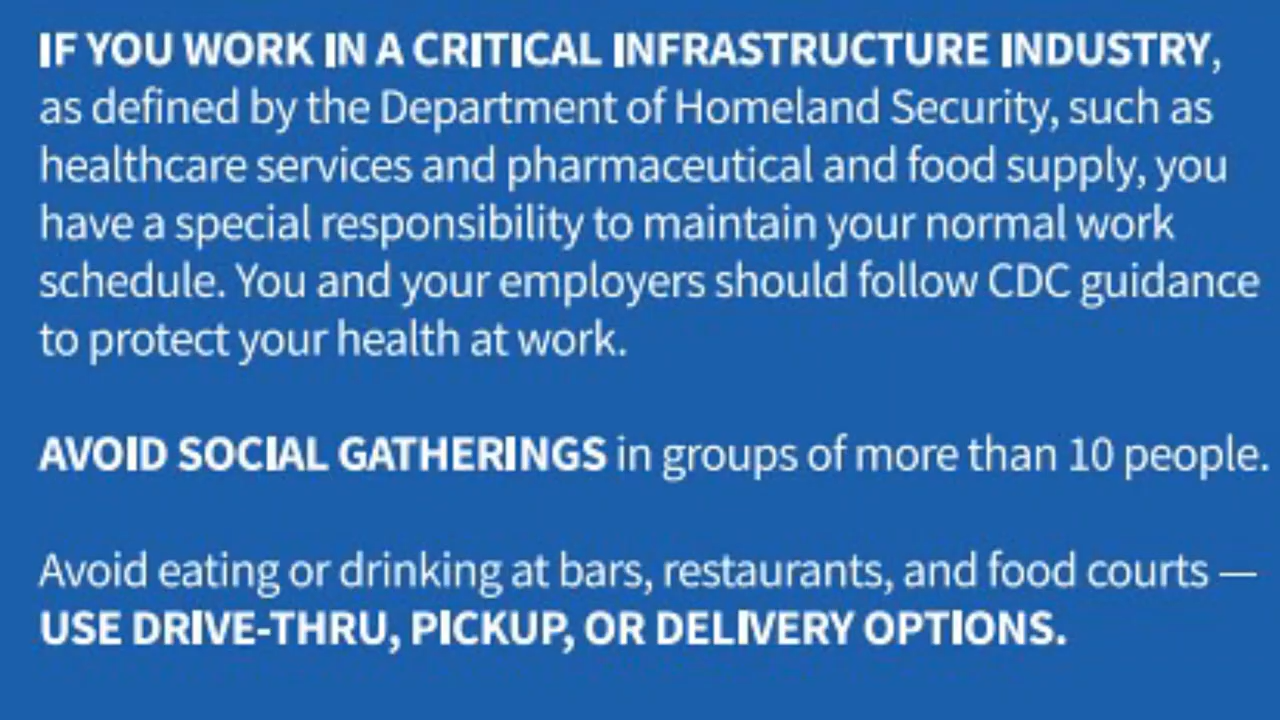 IF YOU WORK IN A CRITICAL INFRASTRUCTURE INDUSTRY,
as defined by the Department of Homeland Security, such as
healthcare services and pharmaceutical and food supply, you
have a special responsibility to maintain your normal work
schedule. You and your employers should follow CDC guidance
to protect your health at work.
AVOID SOCIAL GATHERINGS in groups of more than 10 people.
Avoid eating or drinking at bars, restaurants, and food courts —
USE DRIVE-THRU, PICKUP, OR DELIVERY OPTIONS.